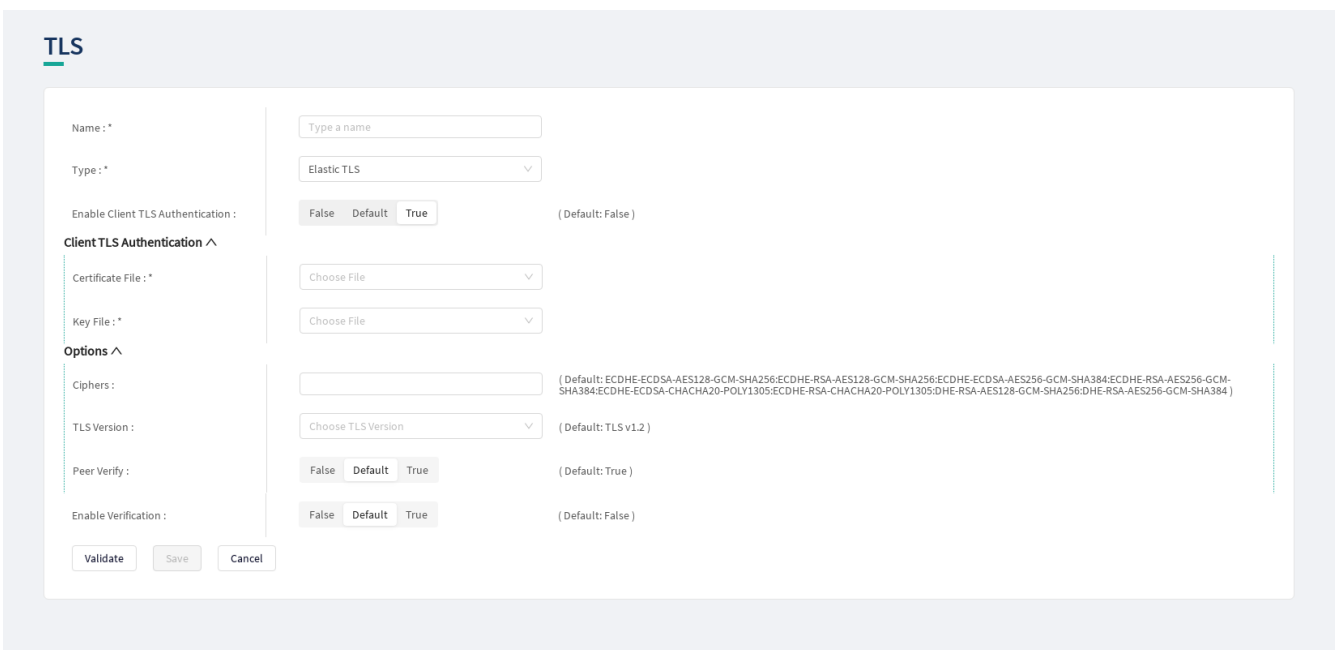 TLS
Name : *
Type a name
Type : *
Elastic TLS
Enable Client TLS Authentication :
False Default True
( Default: False )
Client TLS Authentication
Certificate File : *
Choose File
Key File : *
Choose File
Options
Ciphers :
( Default: ECDHE-ECDSA-AES128-GCM-SHA256:ECDHE-RSA-AES128-GCM-SHA256:ECDHE-ECDSA-AES256-GCM-SHA384:ECDHE-RSA-AES256-GCM-
SHA384:ECDHE-ECDSA-CHACHA20-POLY1305:ECDHE-RSA-CHACHA20-POLY1305:DHE-RSA-AES128-GCM-SHA256:DHE-RSA-AES256-GCM-SHA384 )
TLS Version :
Choose TLS Version
( Default: TLS v1.2 )
Peer Verify :
False Default True
( Default: True )
Enable Verification :
False Default True
( Default: False )
Validate Save Cancel